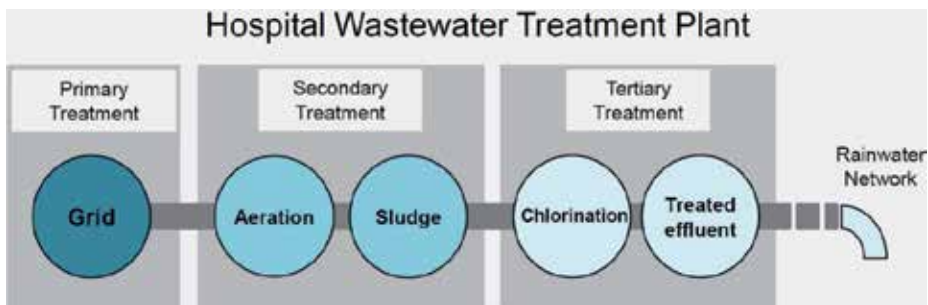 Hospital Wastewater Treatment Plant
Primary
Treatment
Secondary
Treatment
Tertiary
Treatment
Grid
Aeration
Sludge
Chlorination
Treated
effluent
Rainwater
Network